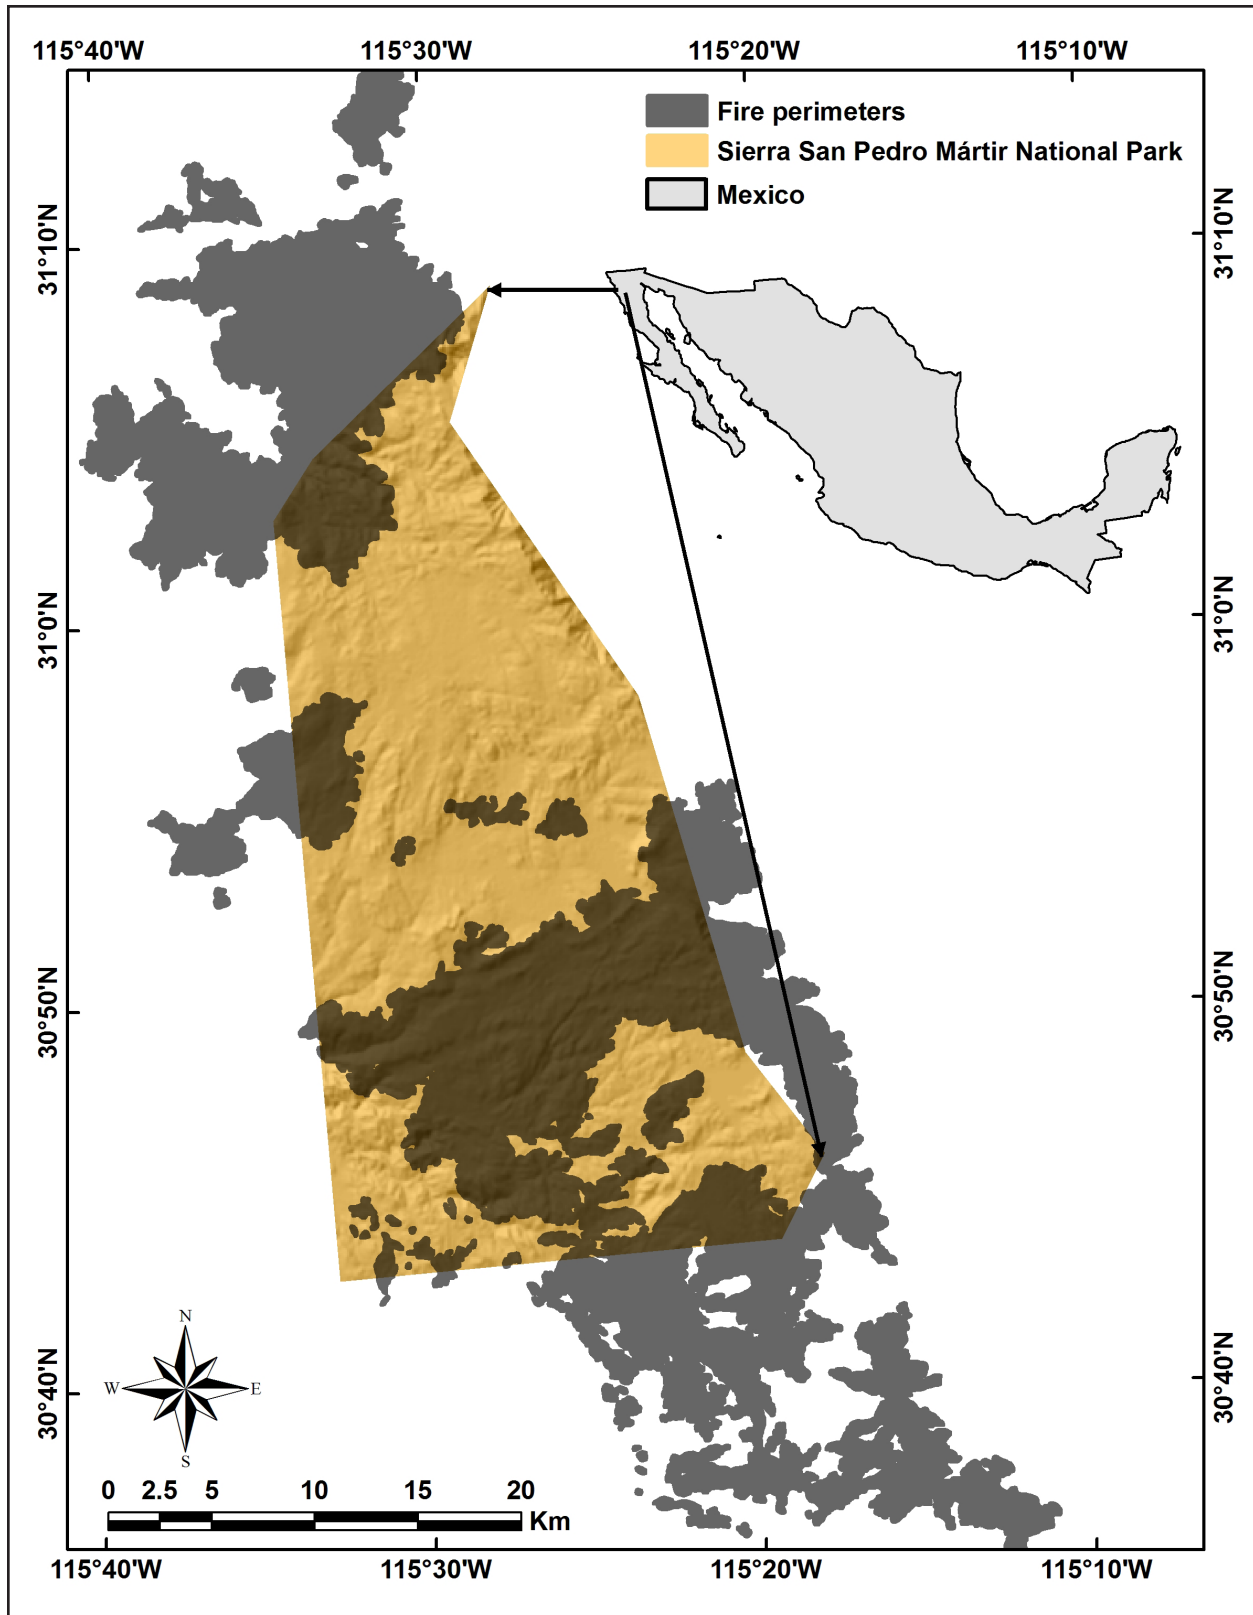 115°40'W 115°30'W 115°20'W 115°10'W
Fire perimeters
Sierra San Pedro Mártir National Park
Mexico
31°10'N 31°10'N
31°0'N 31°0'N
30°50'N 30°50'N
30°40'N 30°40'N
N
W E
S
0 2.5 5 10 15 20
Km
115°40'W 115°30'W 115°20'W 115°10'W